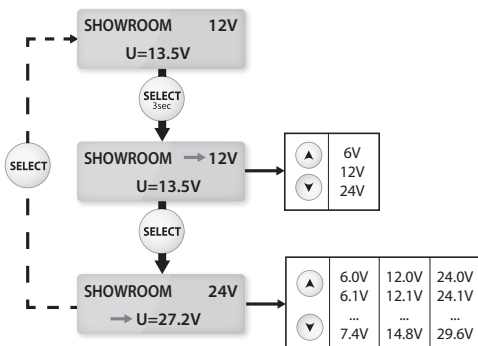 SHOWROOM 12V
U=13.5V
SELECT
3sec
SHOWROOM → 12V
U=13.5V
6V
12V
24V
SELECT
SELECT
SHOWROOM 24V
→ U=27.2V
6.0V 12.0V 24.0V
6.1V 12.1V 24.1V
... ... ...
7.4V 14.8V 29.6V